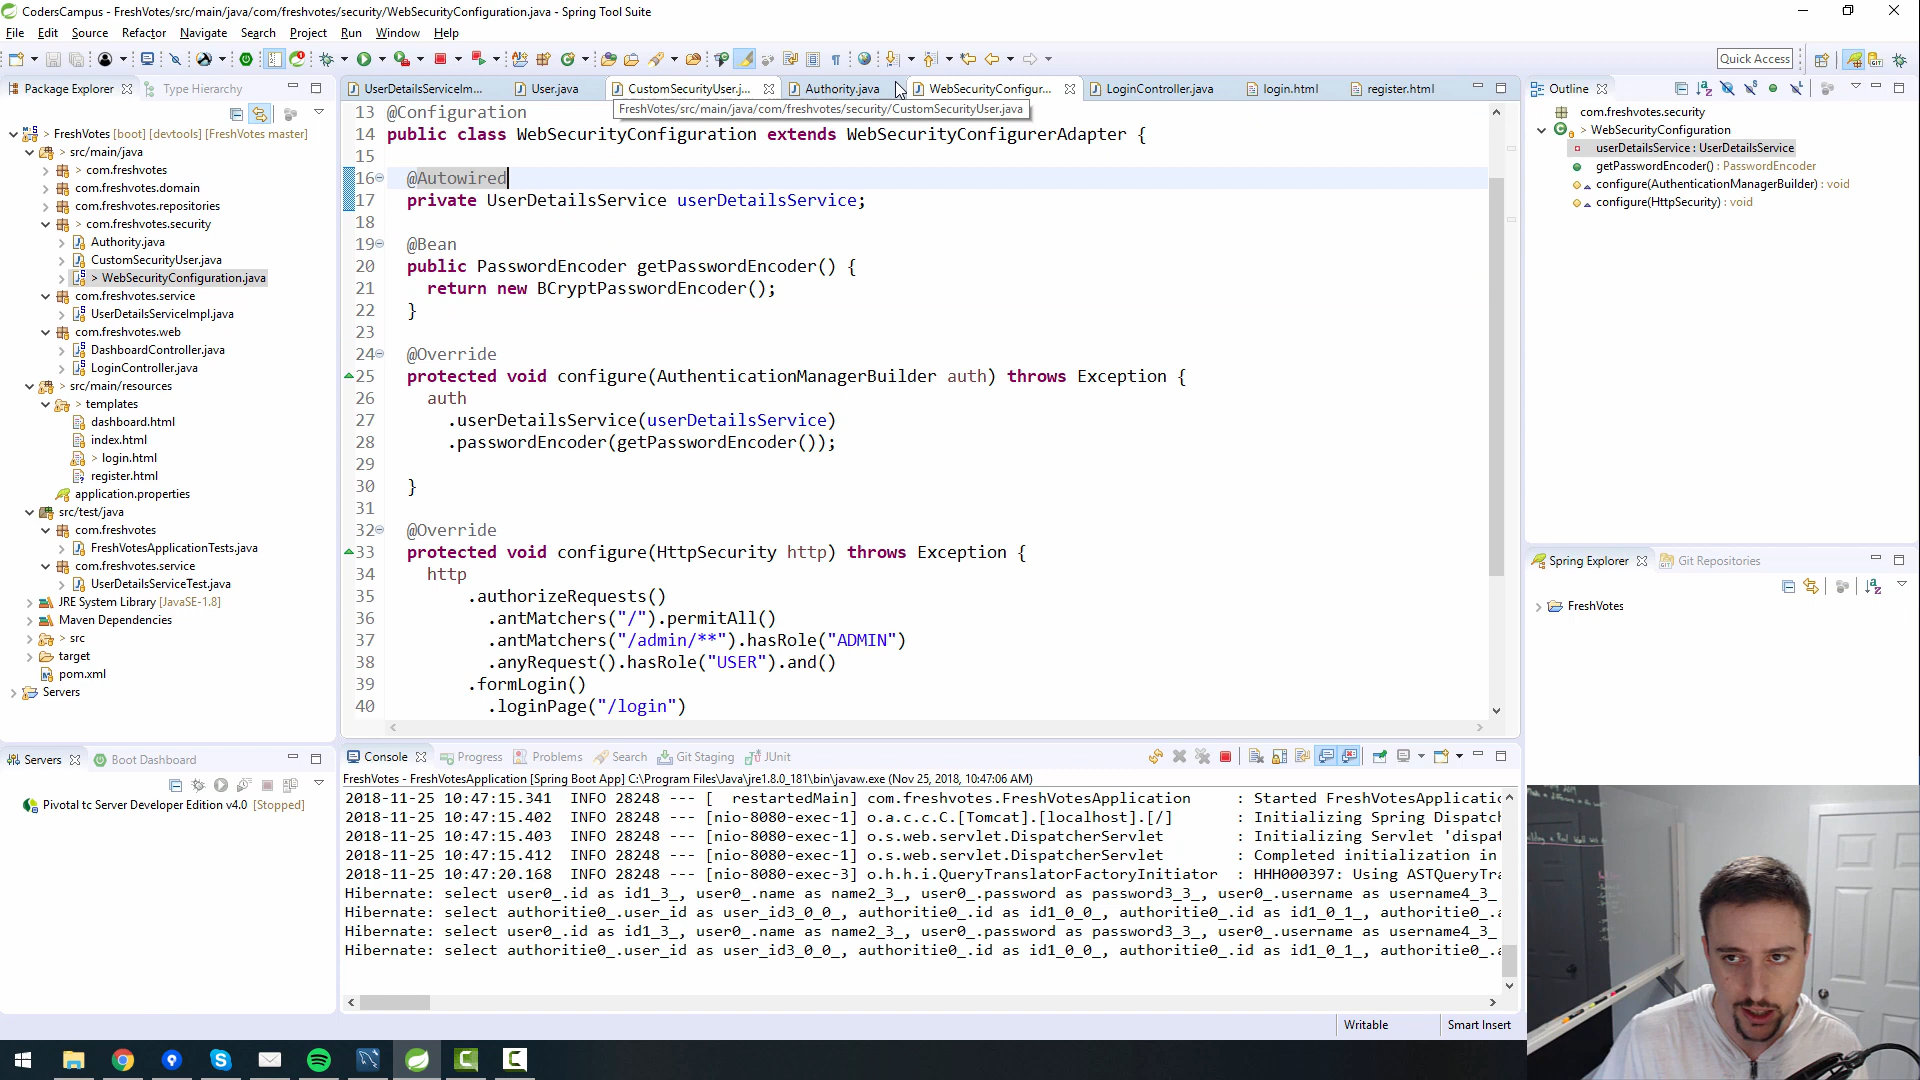 CodersCampus - FreshVotes/src/main/java/com/freshvotes/security/WebSecurityConfiguration.java - Spring Tool Suite
File Edit Source Refactor Navigate Search Project Run Window Help
Quick Access
Package Explorer
Type Hierarchy
FreshVotes [boot] [devtools] [FreshVotes master]
> src/main/java
> com.freshvotes
com.freshvotes.domain
com.freshvotes.repositories
> com.freshvotes.security
Authority.java
CustomSecurityUser.java
> WebSecurityConfiguration.java
com.freshvotes.service
UserDetailsServiceImpl.java
com.freshvotes.web
DashboardController.java
LoginController.java
> src/main/resources
> templates
dashboard.html
index.html
> login.html
register.html
application.properties
src/test/java
com.freshvotes
FreshVotesApplicationTests.java
com.freshvotes.service
UserDetailsServiceTest.java
JRE System Library [JavaSE-1.8]
Maven Dependencies
> src
target
pom.xml
Servers
UserDetailsServiceIm...
User.java
CustomSecurityUser.j...
Authority.java
WebSecurityConfigur...
LoginController.java
login.html
register.html
FreshVotes/src/main/java/com/freshvotes/security/CustomSecurityUser.java
13 @Configuration
14 public class WebSecurityConfiguration extends WebSecurityConfigurerAdapter {
15
16 @Autowired
17 private UserDetailsService userDetailsService;
18
19 @Bean
20 public PasswordEncoder getPasswordEncoder() {
21 return new BCryptPasswordEncoder();
22 }
23
24 @Override
25 protected void configure(AuthenticationManagerBuilder auth) throws Exception {
26 auth
27 .userDetailsService(userDetailsService)
28 .passwordEncoder(getPasswordEncoder());
29
30 }
31
32 @Override
33 protected void configure(HttpSecurity http) throws Exception {
34 http
35 .authorizeRequests()
36 .antMatchers("/").permitAll()
37 .antMatchers("/admin/**").hasRole("ADMIN")
38 .anyRequest().hasRole("USER").and()
39 .formLogin()
40 .loginPage("/login")
Outline
com.freshvotes.security
> WebSecurityConfiguration
userDetailsService : UserDetailsService
getPasswordEncoder() : PasswordEncoder
configure(AuthenticationManagerBuilder) : void
configure(HttpSecurity) : void
Spring Explorer
Git Repositories
FreshVotes
Servers
Boot Dashboard
Pivotal tc Server Developer Edition v4.0 [Stopped]
Console
Progress
Problems
Search
Git Staging
JUnit
FreshVotes - FreshVotesApplication [Spring Boot App] C:\Program Files\Java\jre1.8.0_181\bin\javaw.exe (Nov 25, 2018, 10:47:06 AM)
2018-11-25 10:47:15.341 INFO 28248 --- [ restartedMain] com.freshvotes.FreshVotesApplication : Started FreshVotesApplicatio
2018-11-25 10:47:15.402 INFO 28248 --- [nio-8080-exec-1] o.a.c.c.C.[Tomcat].[localhost].[/] : Initializing Spring Dispatc
2018-11-25 10:47:15.403 INFO 28248 --- [nio-8080-exec-1] o.s.web.servlet.DispatcherServlet : Initializing Servlet 'dispat
2018-11-25 10:47:15.412 INFO 28248 --- [nio-8080-exec-1] o.s.web.servlet.DispatcherServlet : Completed initialization in
2018-11-25 10:47:20.168 INFO 28248 --- [nio-8080-exec-3] o.h.h.i.QueryTranslatorFactoryInitiator : HHH000397: Using ASTQueryTra
Hibernate: select user0_.id as id1_3_, user0_.name as name2_3_, user0_.password as password3_3_, user0_.username as username4_3_
Hibernate: select authoritie0_.user_id as user_id3_0_0_, authoritie0_.id as id1_0_0_, authoritie0_.id as id1_0_1_, authoritie0_.a
Hibernate: select user0_.id as id1_3_, user0_.name as name2_3_, user0_.password as password3_3_, user0_.username as username4_3_
Hibernate: select authoritie0_.user_id as user_id3_0_0_, authoritie0_.id as id1_0_0_, authoritie0_.id as id1_0_1_, authoritie0_.a
Writable
Smart Insert